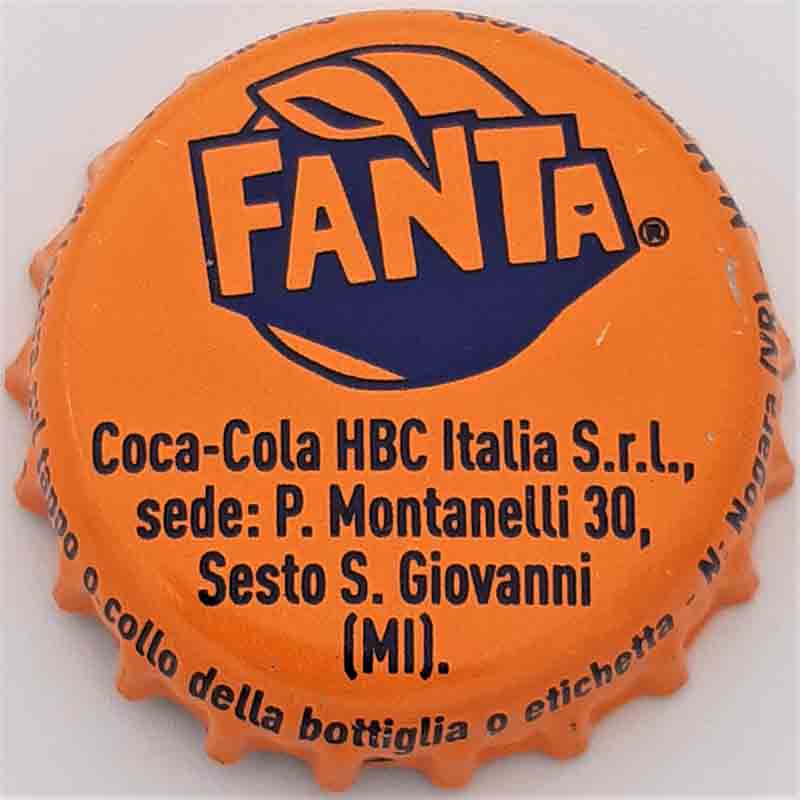 FANTA®
Coca-Cola HBC Italia S.r.l.,
sede: P. Montanelli 30,
Sesto S. Giovanni
(MI).
tappo o collo della bottiglia o etichetta - N- Nogara (VR) -